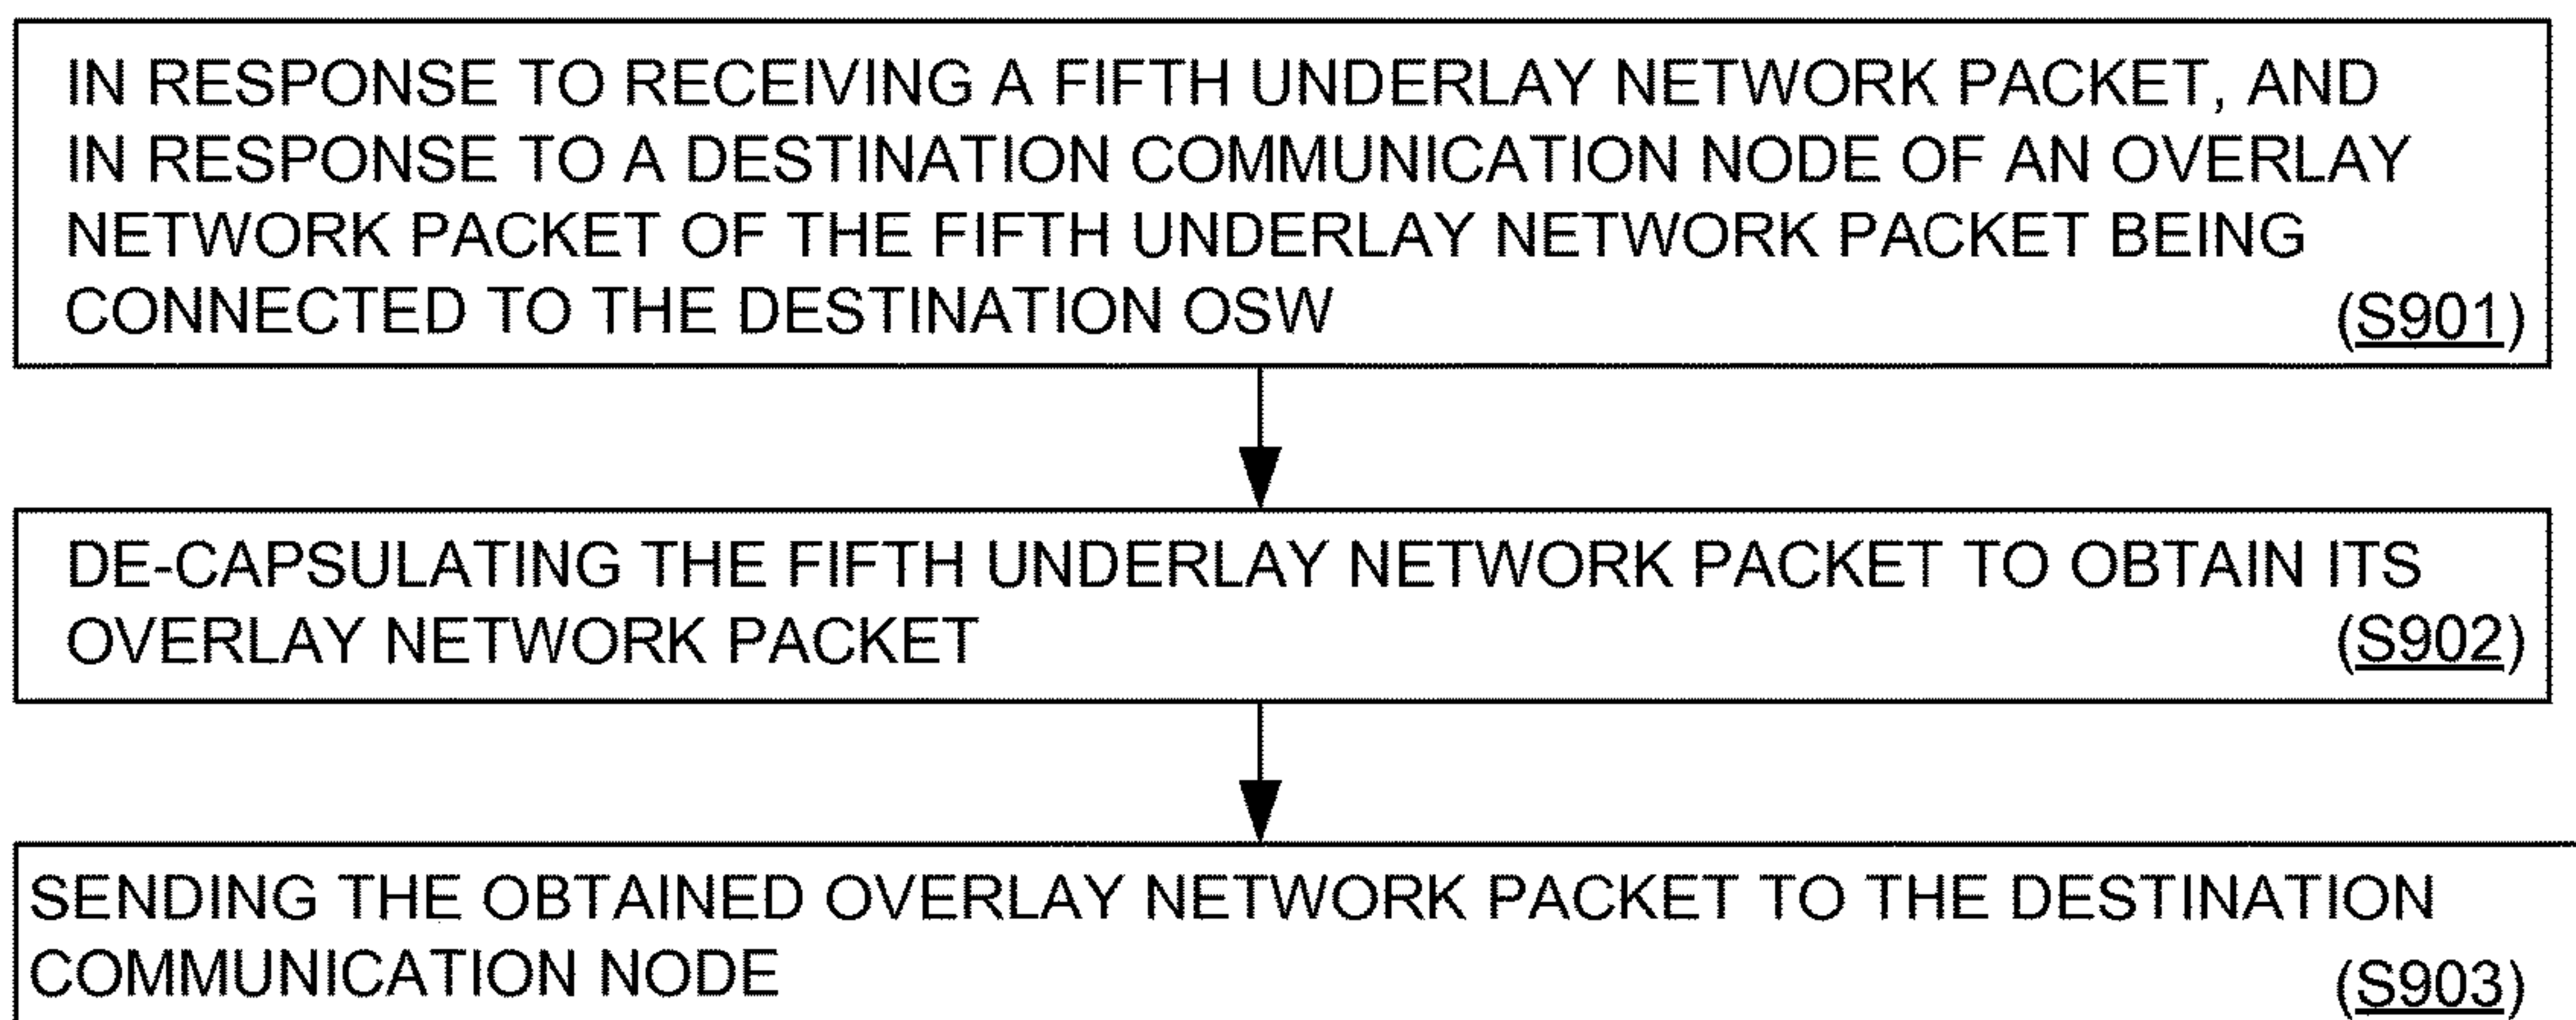 IN RESPONSE TO RECEIVING A FIFTH UNDERLAY NETWORK PACKET, AND
IN RESPONSE TO A DESTINATION COMMUNICATION NODE OF AN OVERLAY
NETWORK PACKET OF THE FIFTH UNDERLAY NETWORK PACKET BEING
CONNECTED TO THE DESTINATION OSW (S901)
DE-CAPSULATING THE FIFTH UNDERLAY NETWORK PACKET TO OBTAIN ITS
OVERLAY NETWORK PACKET (S902)
SENDING THE OBTAINED OVERLAY NETWORK PACKET TO THE DESTINATION
COMMUNICATION NODE (S903)